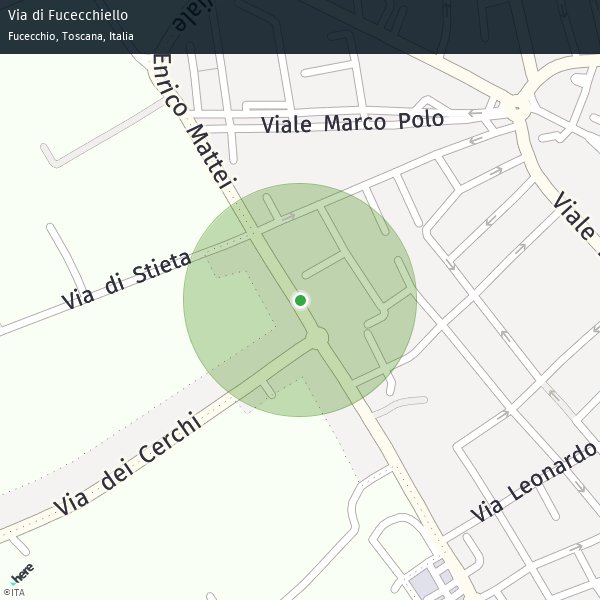 Via di Fucecchiello
Fucecchio, Toscana, Italia
Viale
Enrico Mattei
Viale Marco Polo
Viale
Via di Stieta
Via dei Cerchi
Via Leonardo
here
©ITA